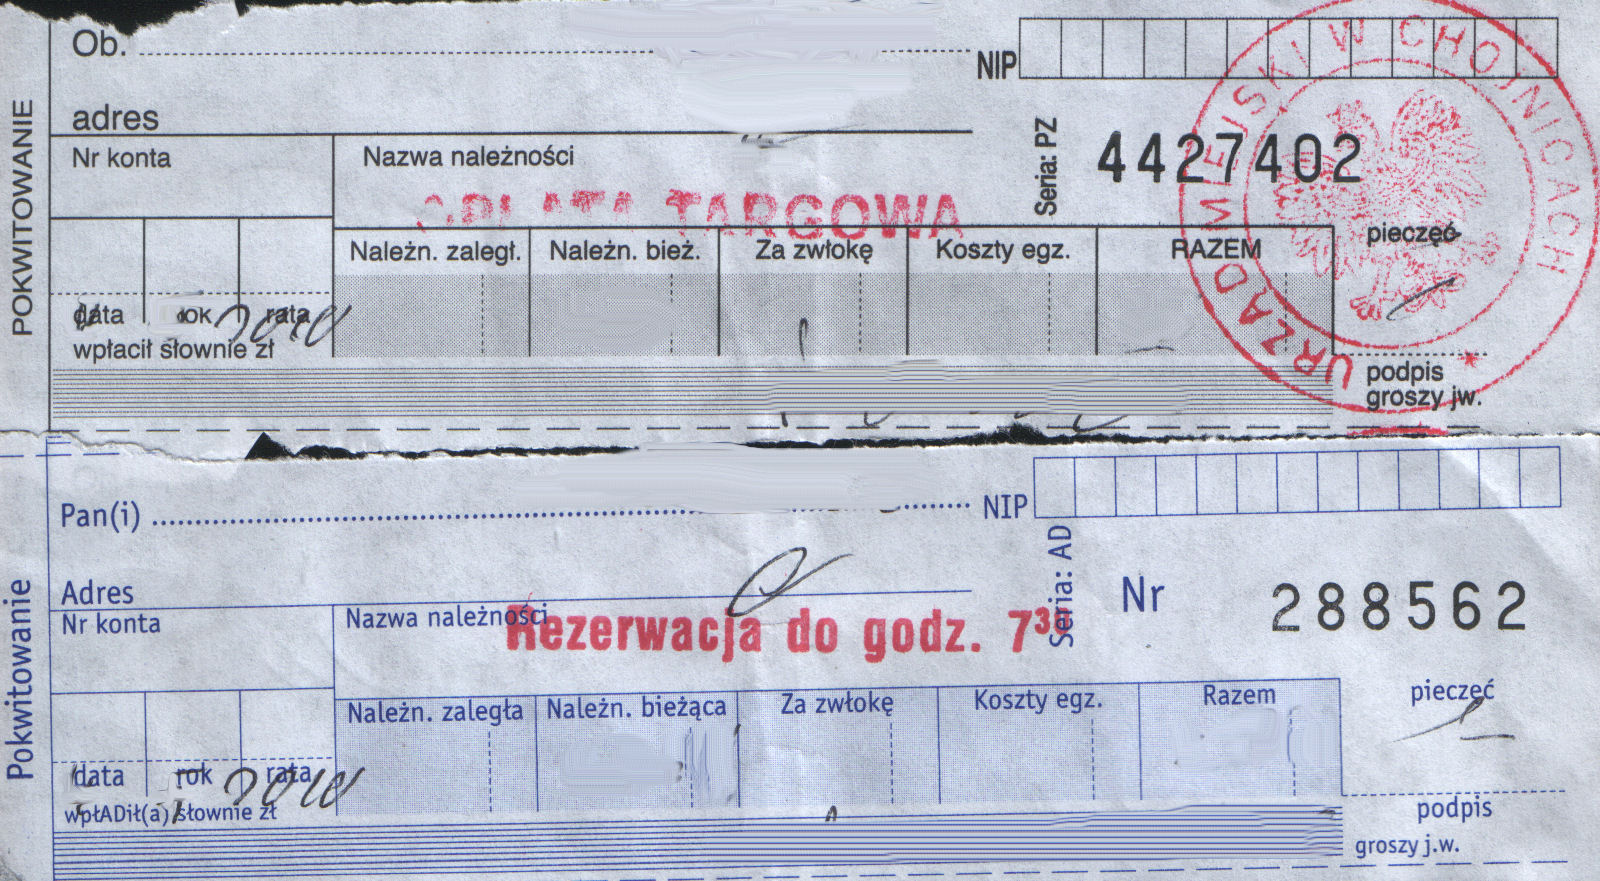 Ob.
NIP
POKWITOWANIE
adres
Nr konta
Nazwa należności
Seria: PZ
4427402
URZĄD MIEJSKI W CHOJNICACH
OPŁATA TARGOWA
pieczęć
Należn. zaległ.
Należn. bież.
Za zwłokę
Koszty egz.
RAZEM
data
rok
rata
wpłacił słownie zł
podpis
groszy jw.
Pan(i)
NIP
Pokwitowanie
Adres
Nr konta
Nazwa należności
Rezerwacja do godz. 7³⁰
Seria: AD
Nr
288562
pieczęć
Należn. zaległa
Należn. bieżąca
Za zwłokę
Koszty egz.
Razem
data
rok
rata
wpłADił(a) słownie zł
podpis
groszy j.w.